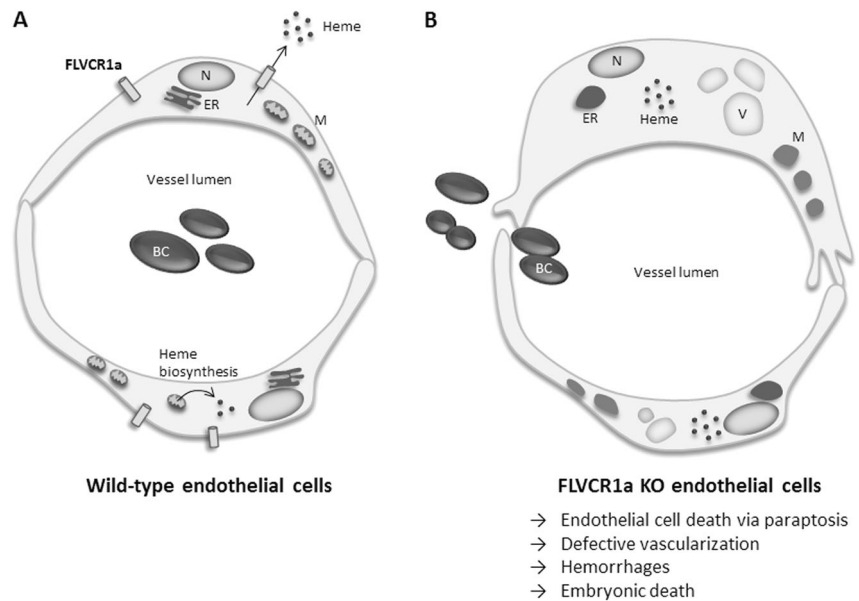 A
Heme
FLVCR1a
N
ER
M
Vessel lumen
BC
Heme
biosynthesis
Wild-type endothelial cells
B
N
ER
Heme
V
M
BC
Vessel lumen
FLVCR1a KO endothelial cells
→ Endothelial cell death via paraptosis
→ Defective vascularization
→ Hemorrhages
→ Embryonic death